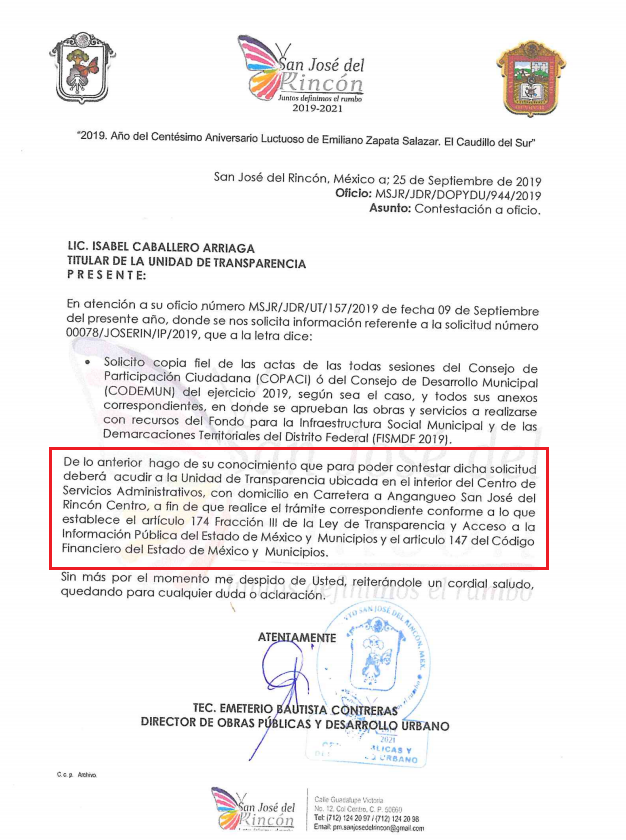 San José del
Rincón
Juntos definimos el rumbo
2019-2021
"2019. Año del Centésimo Aniversario Luctuoso de Emiliano Zapata Salazar. El Caudillo del Sur"
San José del Rincón, México a; 25 de Septiembre de 2019
Oficio: MSJR/JDR/DOPYDU/944/2019
Asunto: Contestación a oficio.
LIC. ISABEL CABALLERO ARRIAGA
TITULAR DE LA UNIDAD DE TRANSPARENCIA
P R E S E N T E:
En atención a su oficio número MSJR/JDR/UT/157/2019 de fecha 09 de Septiembre
del presente año, donde se nos solicita información referente a la solicitud número
00078/JOSERIN/IP/2019, que a la letra dice:
• Solicito copia fiel de las actas de las todas sesiones del Consejo de
Participación Ciudadana (COPACI) ó del Consejo de Desarrollo Municipal
(CODEMUN) del ejercicio 2019, según sea el caso, y todos sus anexos
correspondientes, en donde se aprueban las obras y servicios a realizarse
con recursos del Fondo para la Infraestructura Social Municipal y de las
Demarcaciones Territoriales del Distrito Federal (FISMDF 2019).
De lo anterior hago de su conocimiento que para poder contestar dicha solicitud
deberá acudir a la Unidad de Transparencia ubicada en el interior del Centro de
Servicios Administrativos, con domicilio en Carretera a Angangueo San José del
Rincón Centro, a fin de que realice el trámite correspondiente conforme a lo que
establece el artículo 174 Fracción III de la Ley de Transparencia y Acceso a la
Información Pública del Estado de México y Municipios y el articulo 147 del Código
Financiero del Estado de México y Municipios.
Sin más por el momento me despido de Usted, reiterándole un cordial saludo,
quedando para cualquier duda o aclaración.
ATENTAMENTE
TEC. EMETERIO BAUTISTA CONTRERAS
DIRECTOR DE OBRAS PÚBLICAS Y DESARROLLO URBANO
SAN JOSÉ DEL RINCÓN, MEX.
2021
URBANO
C. c. p. Archivo.
San José del
Rincón
Calle Guadalupe Victoria
No. 12, Col Centro, C. P. 50660
Tel: (712) 124 20 97 / (712) 124 20 98
Email: pm.sanjosedelrincon@gmail.com